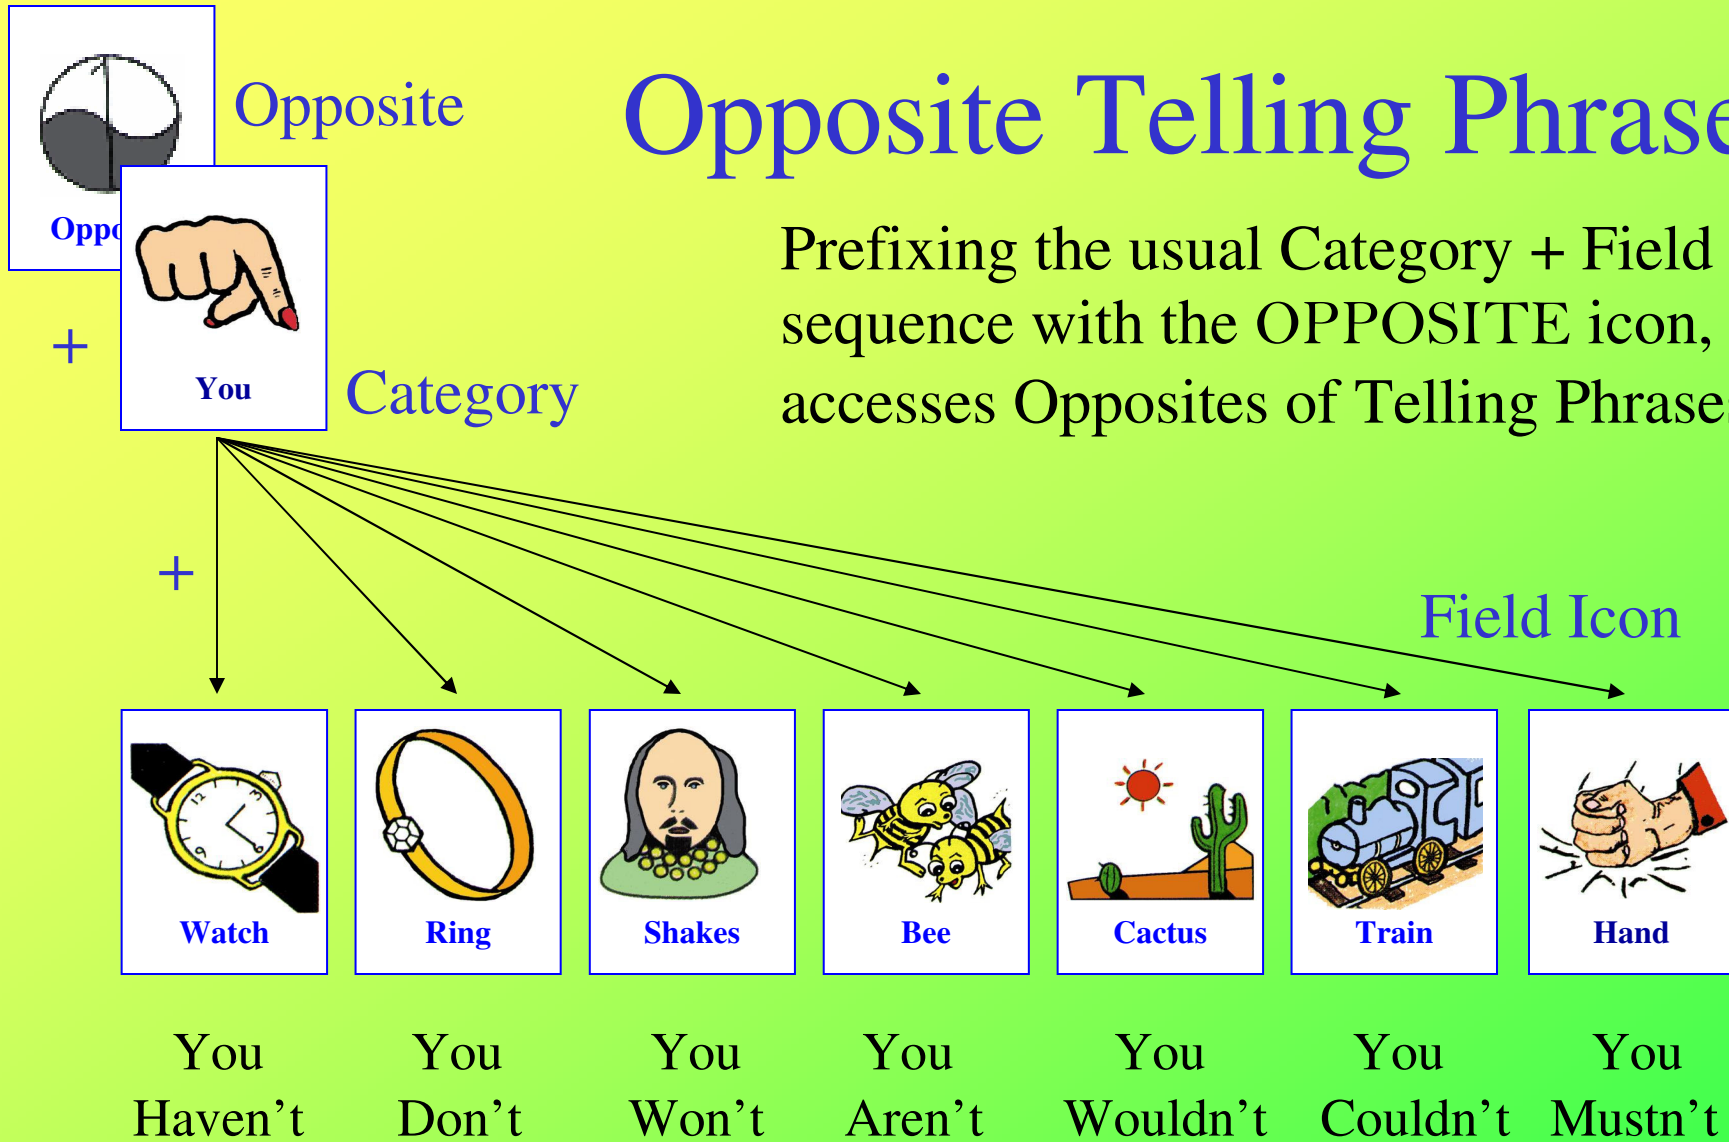 Opposite
Opposite Telling Phrase
Oppo
Prefixing the usual Category + Field
sequence with the OPPOSITE icon,
accesses Opposites of Telling Phrases
+
You
Category
+
Field Icon
Watch
Ring
Shakes
Bee
Cactus
Train
Hand
You
Haven't
You
Don't
You
Won't
You
Aren't
You
Wouldn't
You
Couldn't
You
Mustn't